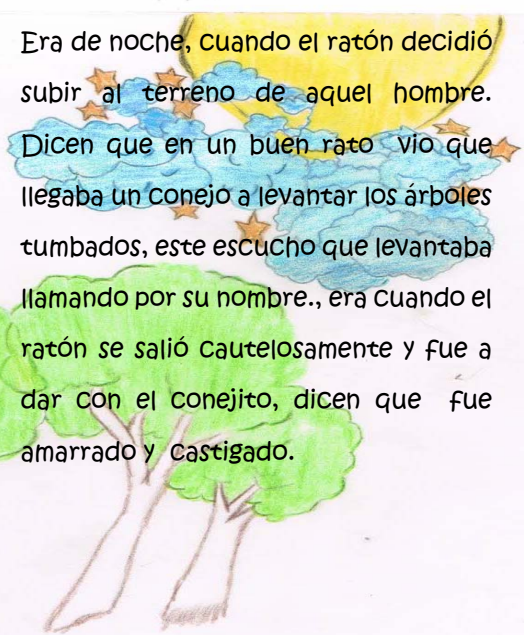 Era de noche, cuando el ratón decidió
subir al terreno de aquel hombre.
Dicen que en un buen rato vio que
llegaba un conejo a levantar los árboles
tumbados, este escucho que levantaba
llamando por su nombre., era cuando el
ratón se salió cautelosamente y fue a
dar con el conejito, dicen que fue
amarrado y castigado.